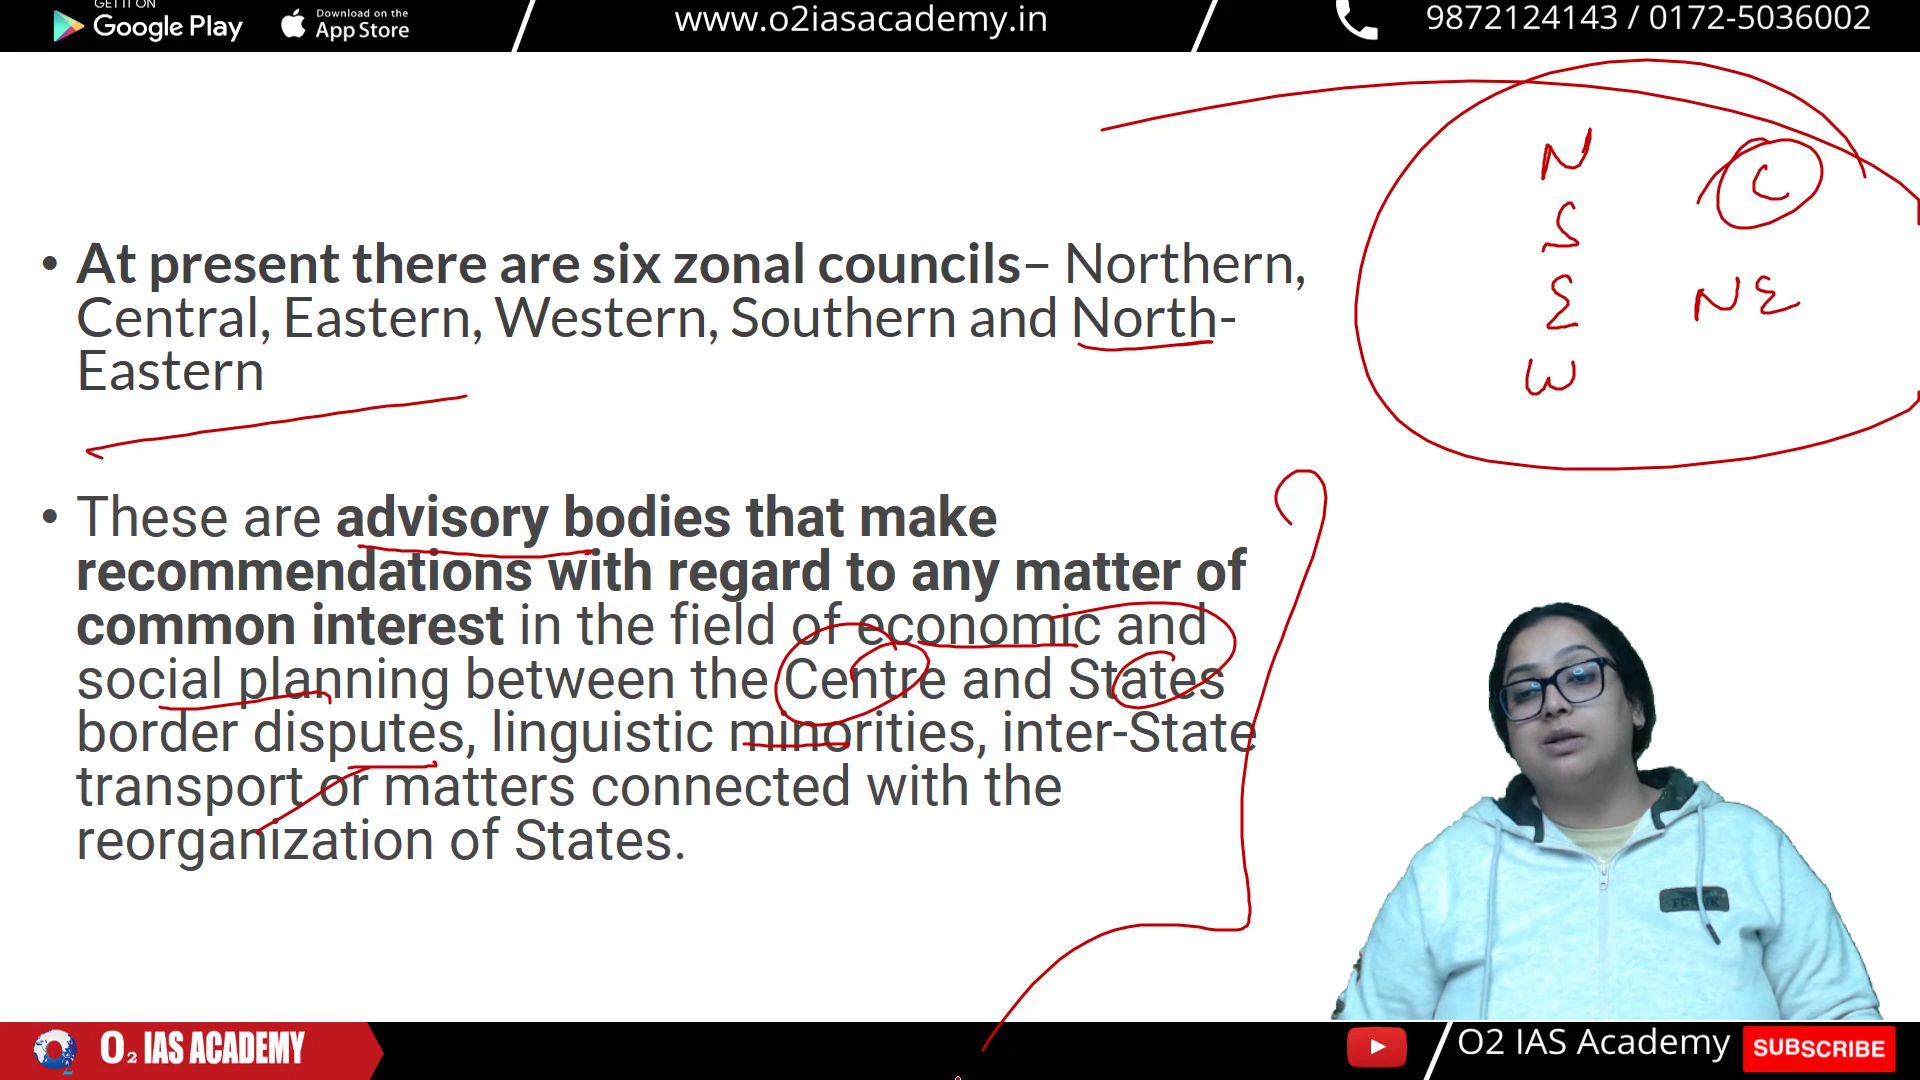 GET IT ON
Google Play
Download on the
App Store
www.o2iasacademy.in
9872124143 / 0172-5036002
N
C
S
E
NE
W
• At present there are six zonal councils– Northern,
Central, Eastern, Western, Southern and North-
Eastern
• These are advisory bodies that make
recommendations with regard to any matter of
common interest in the field of economic and
social planning between the Centre and States
border disputes, linguistic minorities, inter-State
transport or matters connected with the
reorganization of States.
O2 IAS ACADEMY
O2 IAS Academy
SUBSCRIBE